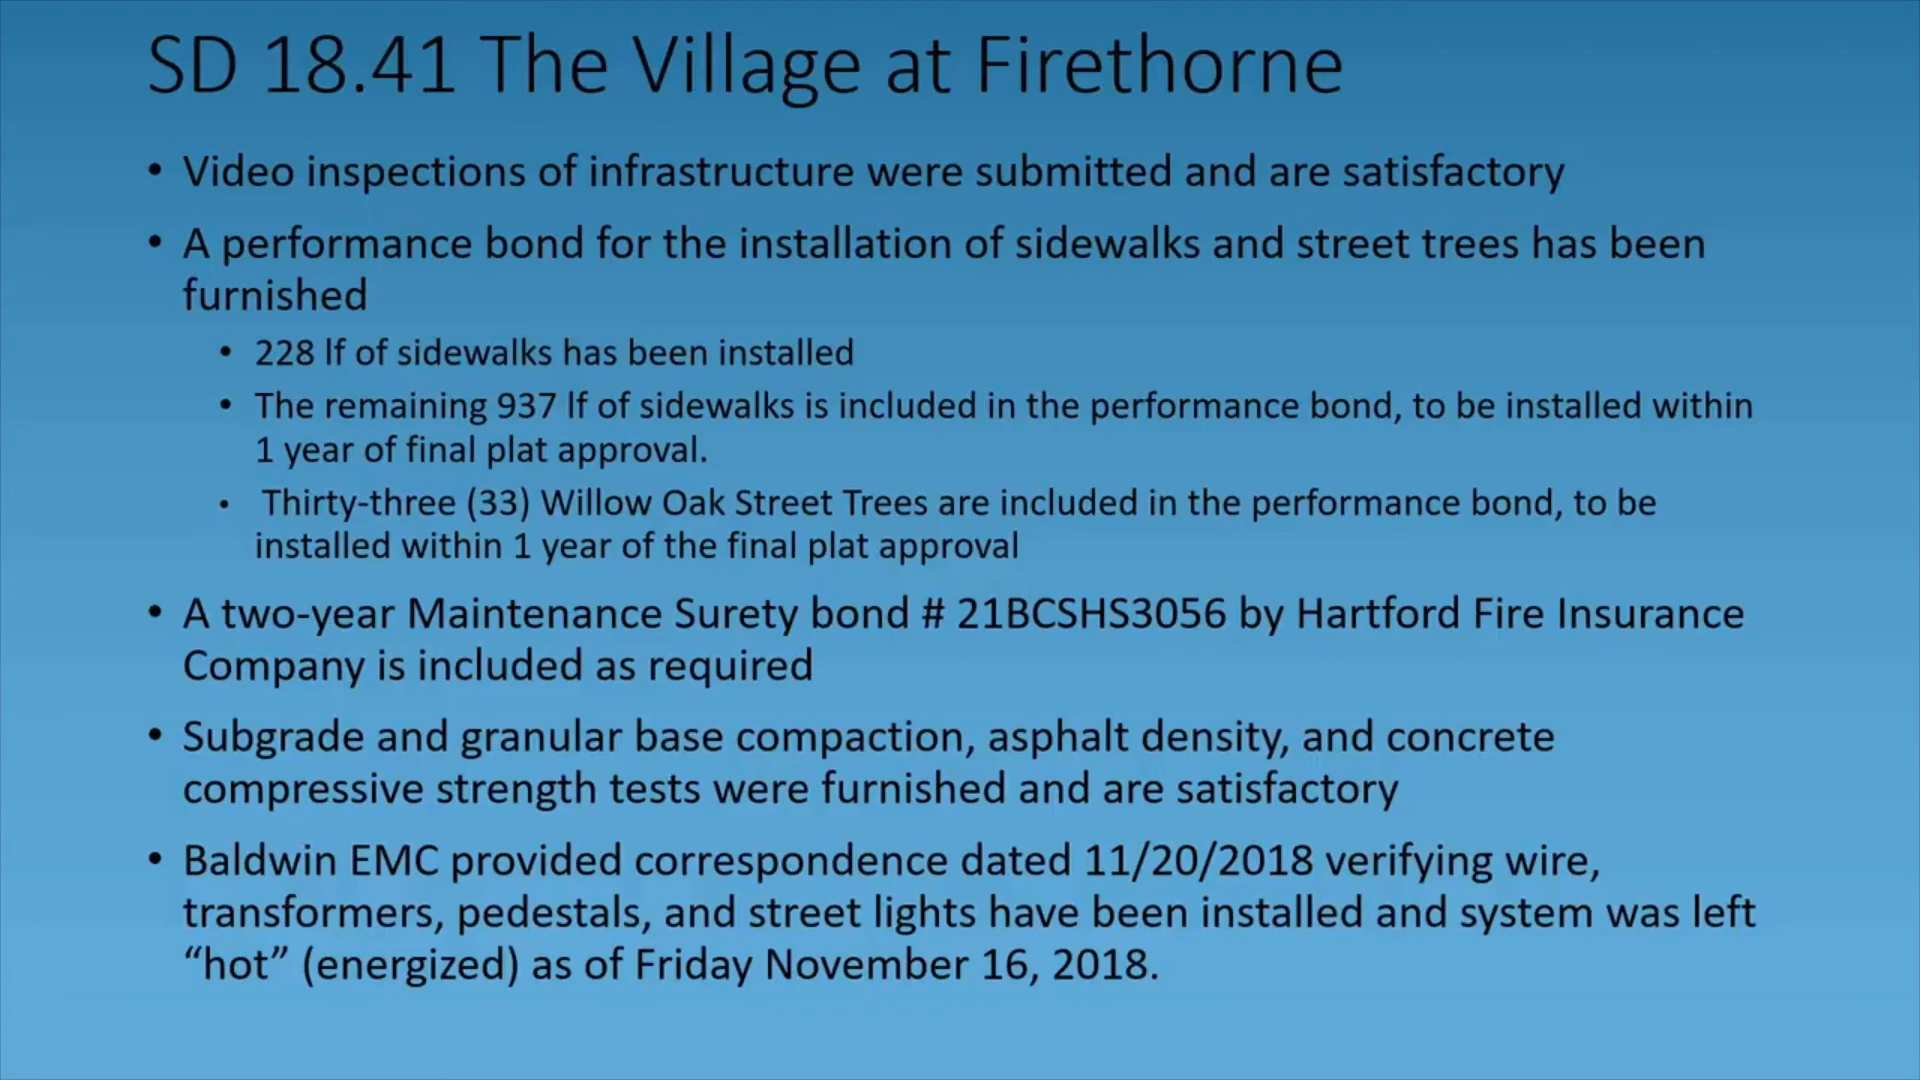 SD 18.41 The Village at Firethorne
• Video inspections of infrastructure were submitted and are satisfactory
• A performance bond for the installation of sidewalks and street trees has been
furnished
• 228 lf of sidewalks has been installed
• The remaining 937 lf of sidewalks is included in the performance bond, to be installed within
1 year of final plat approval.
• Thirty-three (33) Willow Oak Street Trees are included in the performance bond, to be
installed within 1 year of the final plat approval
• A two-year Maintenance Surety bond # 21BCSHS3056 by Hartford Fire Insurance
Company is included as required
• Subgrade and granular base compaction, asphalt density, and concrete
compressive strength tests were furnished and are satisfactory
• Baldwin EMC provided correspondence dated 11/20/2018 verifying wire,
transformers, pedestals, and street lights have been installed and system was left
“hot” (energized) as of Friday November 16, 2018.